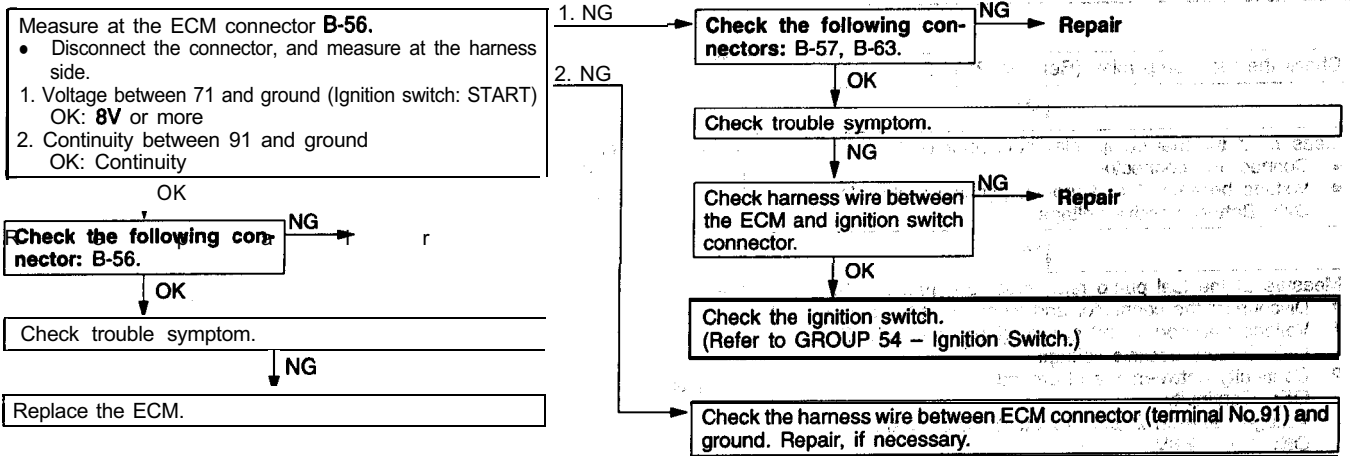 Measure at the ECM connector B-56.
• Disconnect the connector, and measure at the harness
side.
1. Voltage between 71 and ground (Ignition switch: START)
OK: 8V or more
2. Continuity between 91 and ground
OK: Continuity
1. NG
2. NG
OK
Check the following con-
nector: B-56.
NG
R e p a i r
OK
Check trouble symptom.
NG
Replace the ECM.
Check the following con-
nectors: B-57, B-63.
NG
Repair
OK
Check trouble symptom.
NG
Check harness wire between
the ECM and ignition switch
connector.
NG
Repair
OK
Check the ignition switch.
(Refer to GROUP 54 – Ignition Switch.)
Check the harness wire between ECM connector (terminal No.91) and
ground. Repair, if necessary.